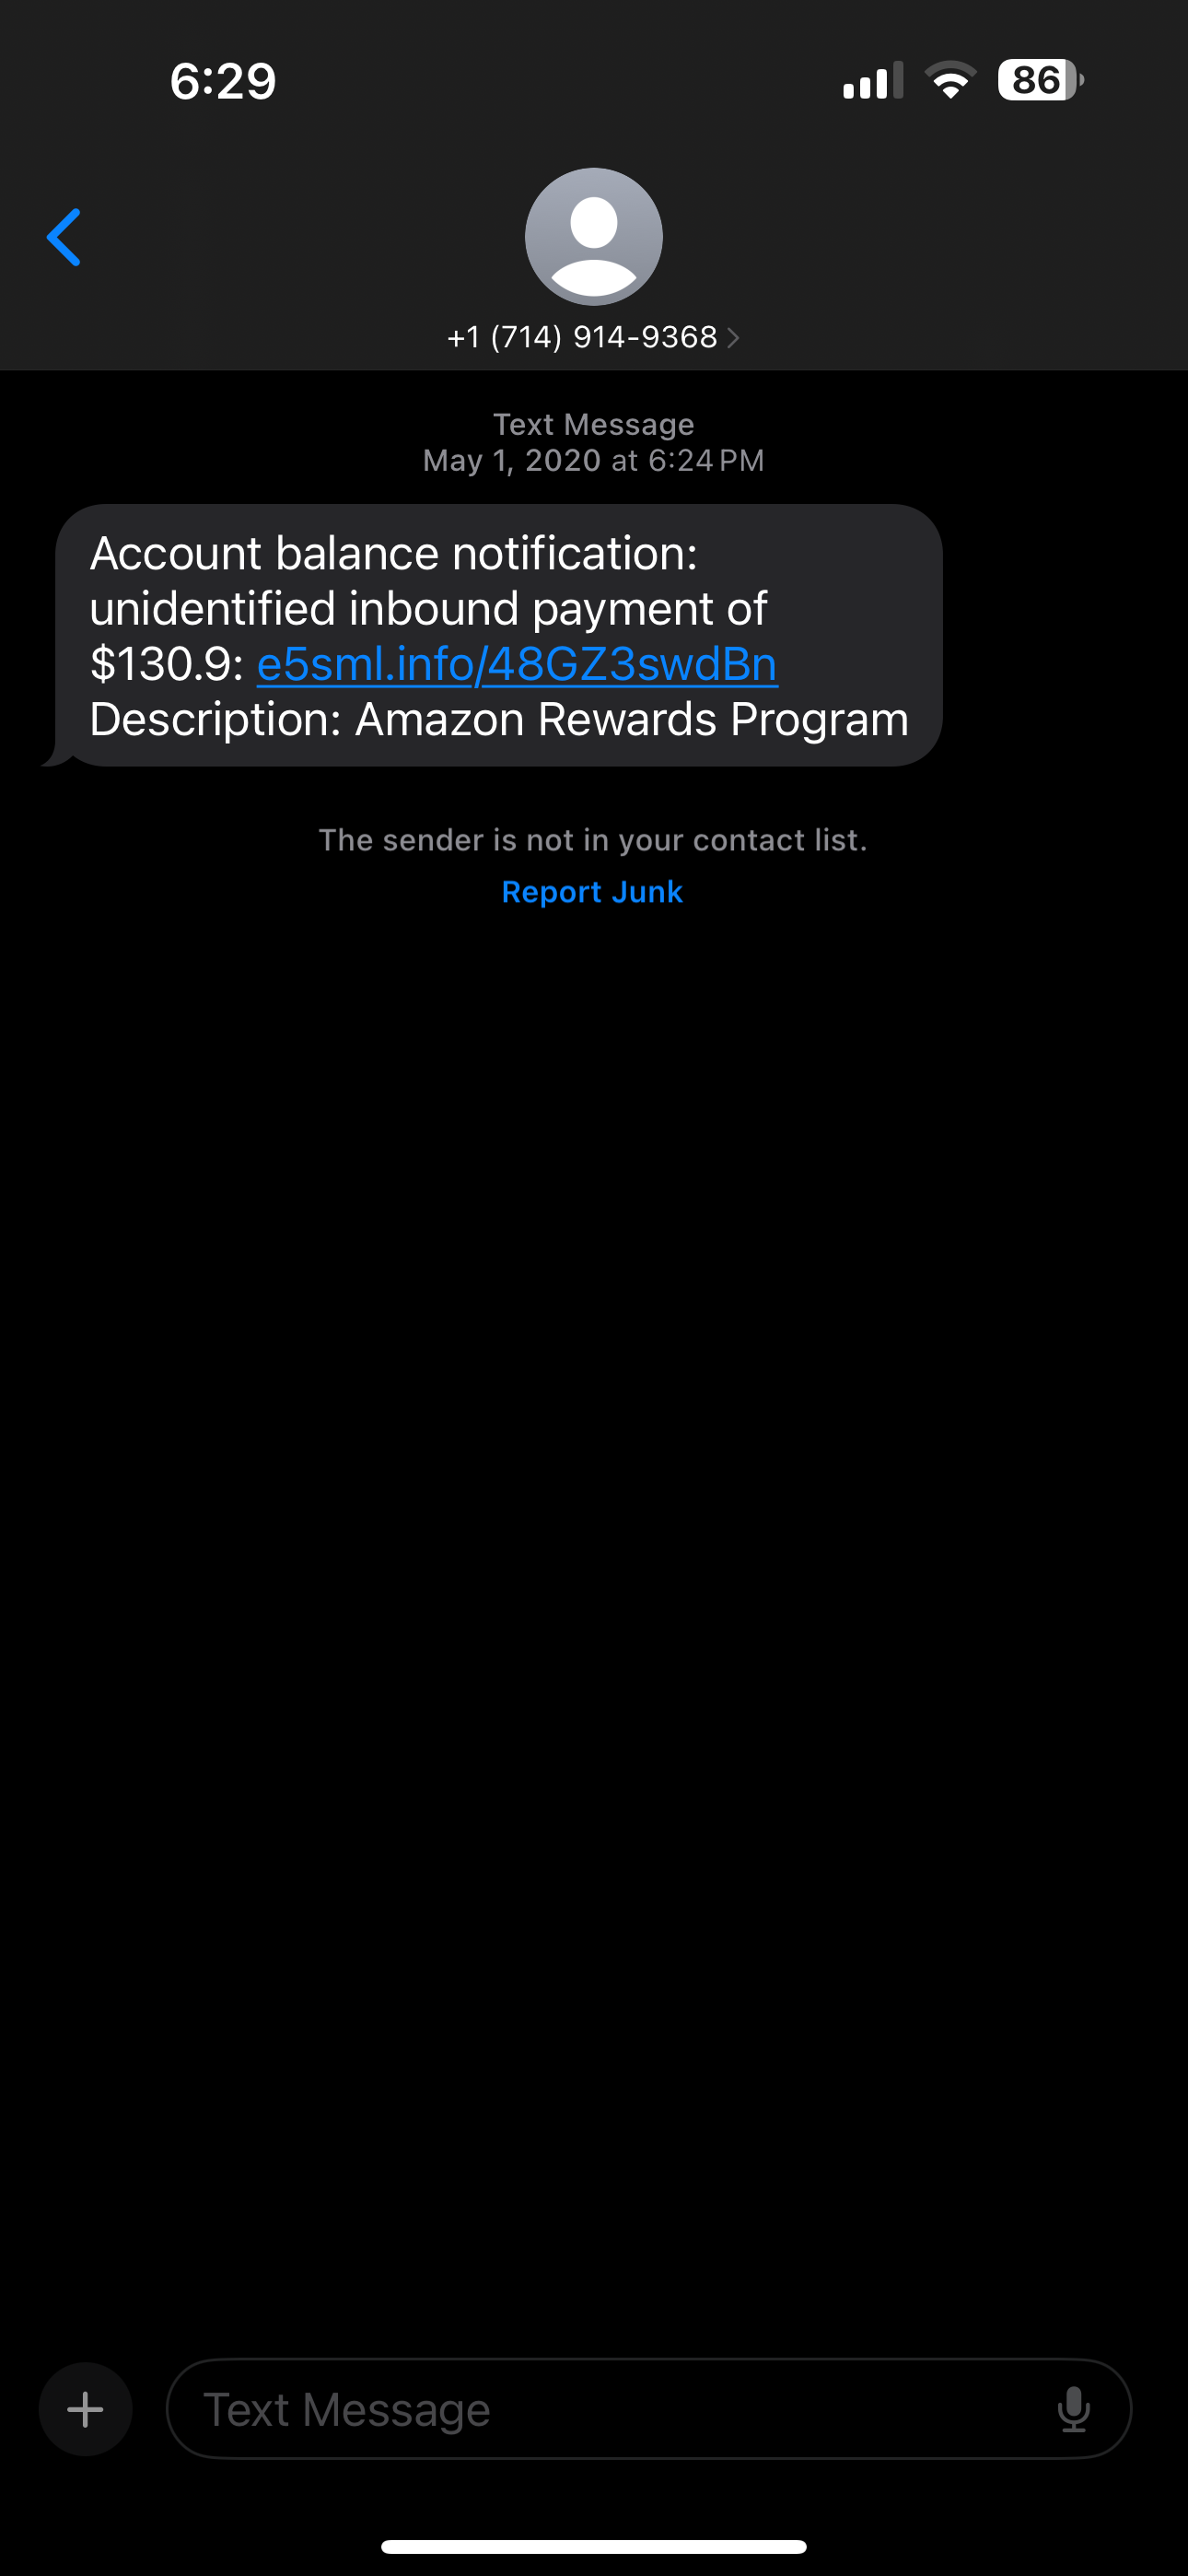 6:29
86
+1 (714) 914-9368
Text Message
May 1, 2020 at 6:24 PM
Account balance notification:
unidentified inbound payment of
$130.9: e5sml.info/48GZ3swdBn
Description: Amazon Rewards Program
The sender is not in your contact list.
Report Junk
Text Message